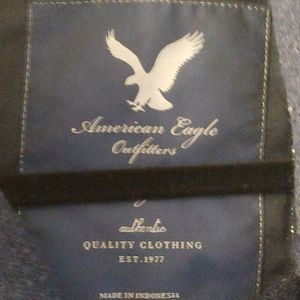 American Eagle
Outfitters
authentic
QUALITY CLOTHING
EST. 1977
MADE IN INDONESIA